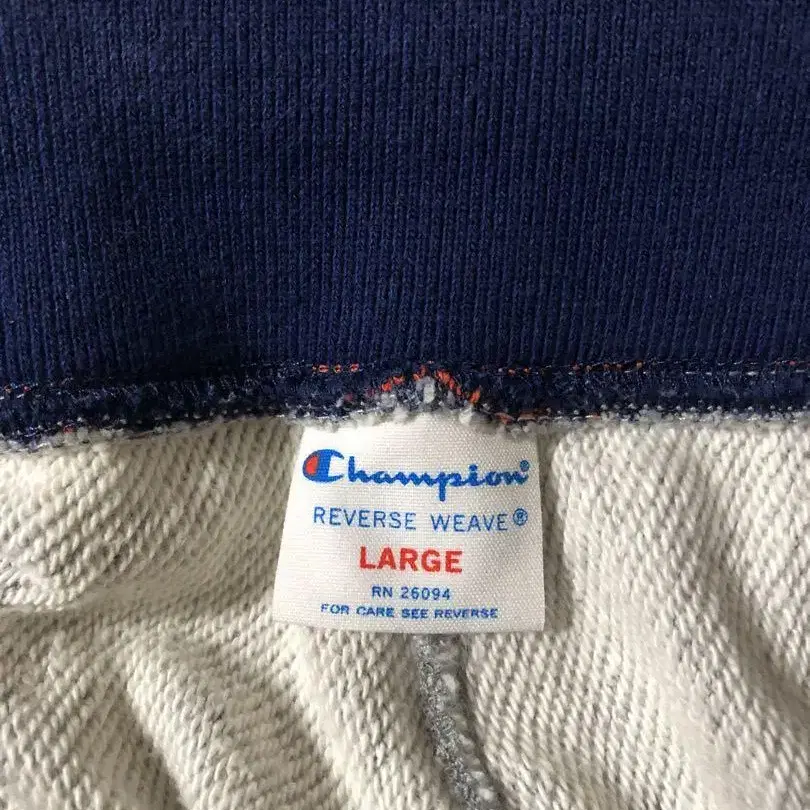 Champion®
REVERSE WEAVE®
LARGE
RN 26094
FOR CARE SEE REVERSE